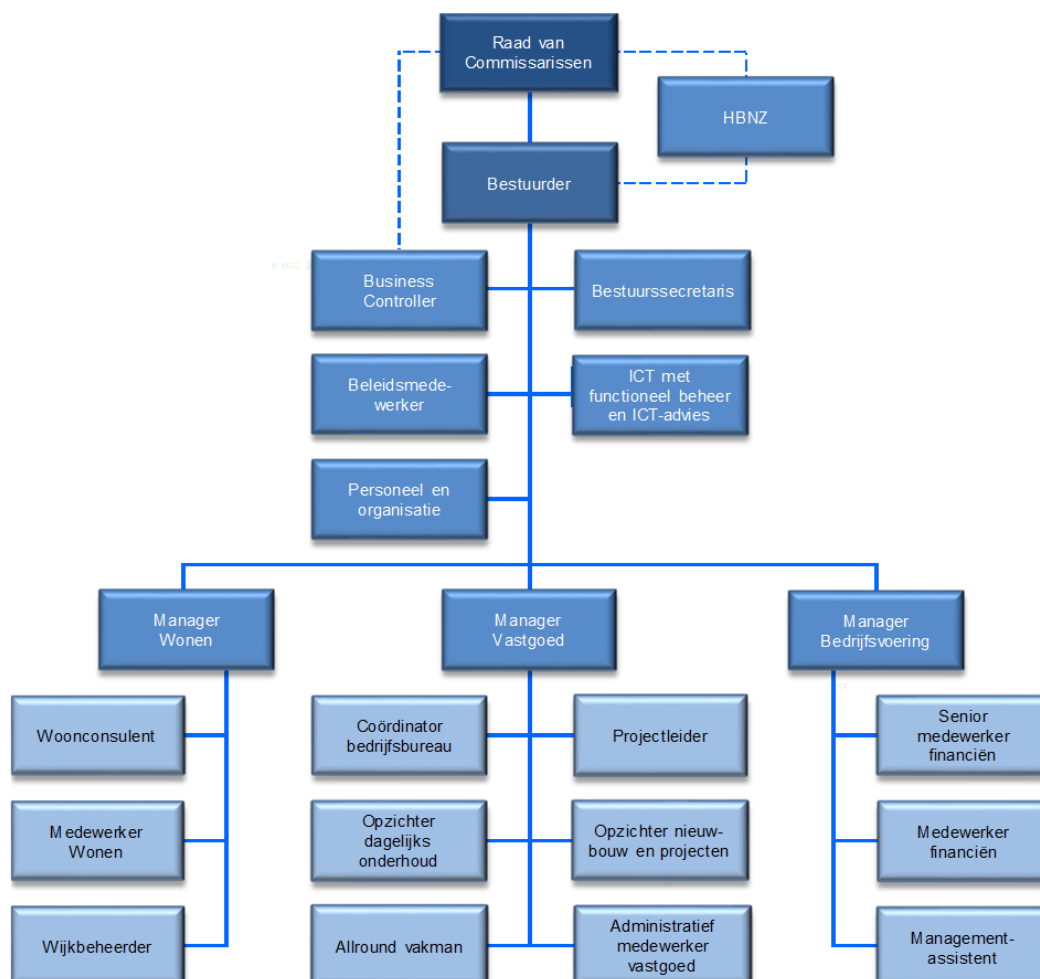 Raad van
Commissarissen
HBNZ
Bestuurder
Business
Controller
Bestuurssecretaris
Beleidsmede-
werker
ICT met
functioneel beheer
en ICT-advies
Personeel en
organisatie
Manager
Wonen
Manager
Vastgoed
Manager
Bedrijfsvoering
Woonconsulent
Coördinator
bedrijfsbureau
Projectleider
Senior
medewerker
financiën
Medewerker
Wonen
Opzichter
dagelijks
onderhoud
Opzichter nieuw-
bouw en projecten
Medewerker
financiën
Wijkbeheerder
Allround vakman
Administratief
medewerker
vastgoed
Management-
assistent